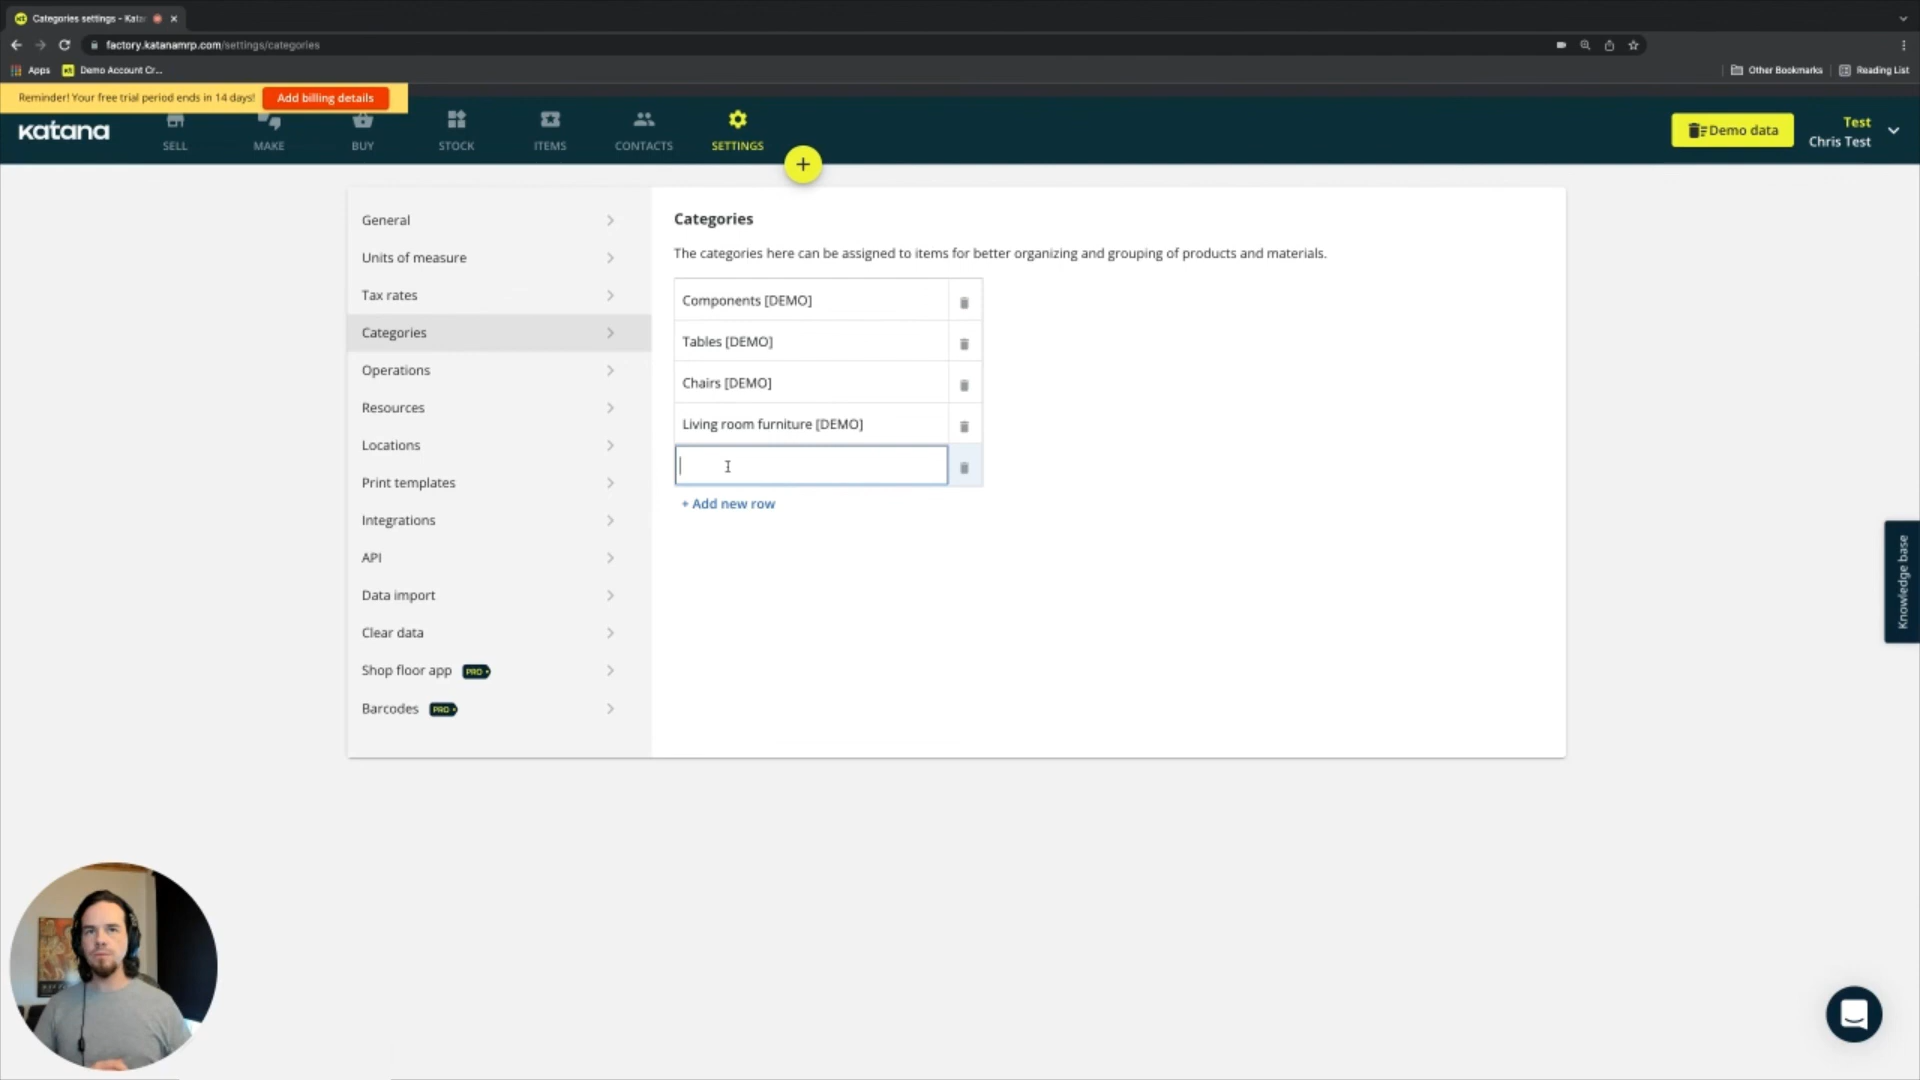 Categories settings - Kata
factory.katanamrp.com/settings/categories
Apps
Demo Account Cr...
Other Bookmarks
Reading List
Reminder! Your free trial period ends in 14 days!
Add billing details
katana
SELL
MAKE
BUY
STOCK
ITEMS
CONTACTS
SETTINGS
+
Demo data
Test
Chris Test
General
Units of measure
Tax rates
Categories
Operations
Resources
Locations
Print templates
Integrations
API
Data import
Clear data
Shop floor app PRO
Barcodes PRO
Categories
The categories here can be assigned to items for better organizing and grouping of products and materials.
Components [DEMO]
Tables [DEMO]
Chairs [DEMO]
Living room furniture [DEMO]
+ Add new row
Knowledge base